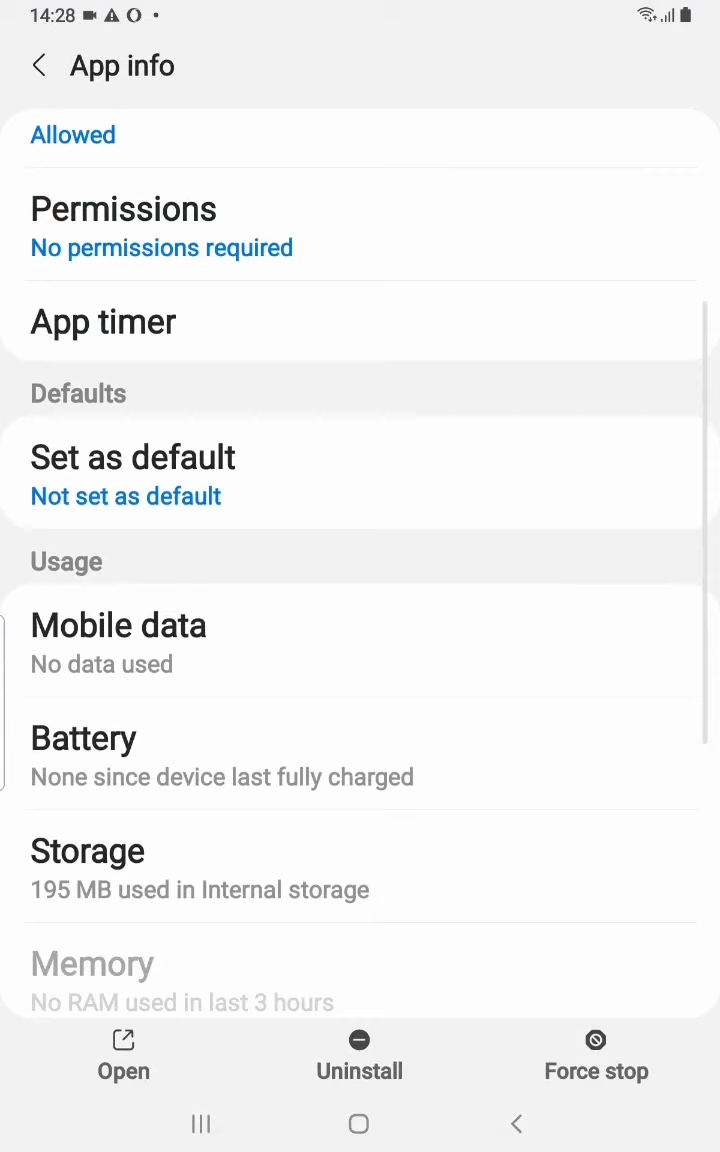 14:28
App info
Allowed
Permissions
No permissions required
App timer
Defaults
Set as default
Not set as default
Usage
Mobile data
No data used
Battery
None since device last fully charged
Storage
195 MB used in Internal storage
Memory
No RAM used in last 3 hours
Open Uninstall Force stop